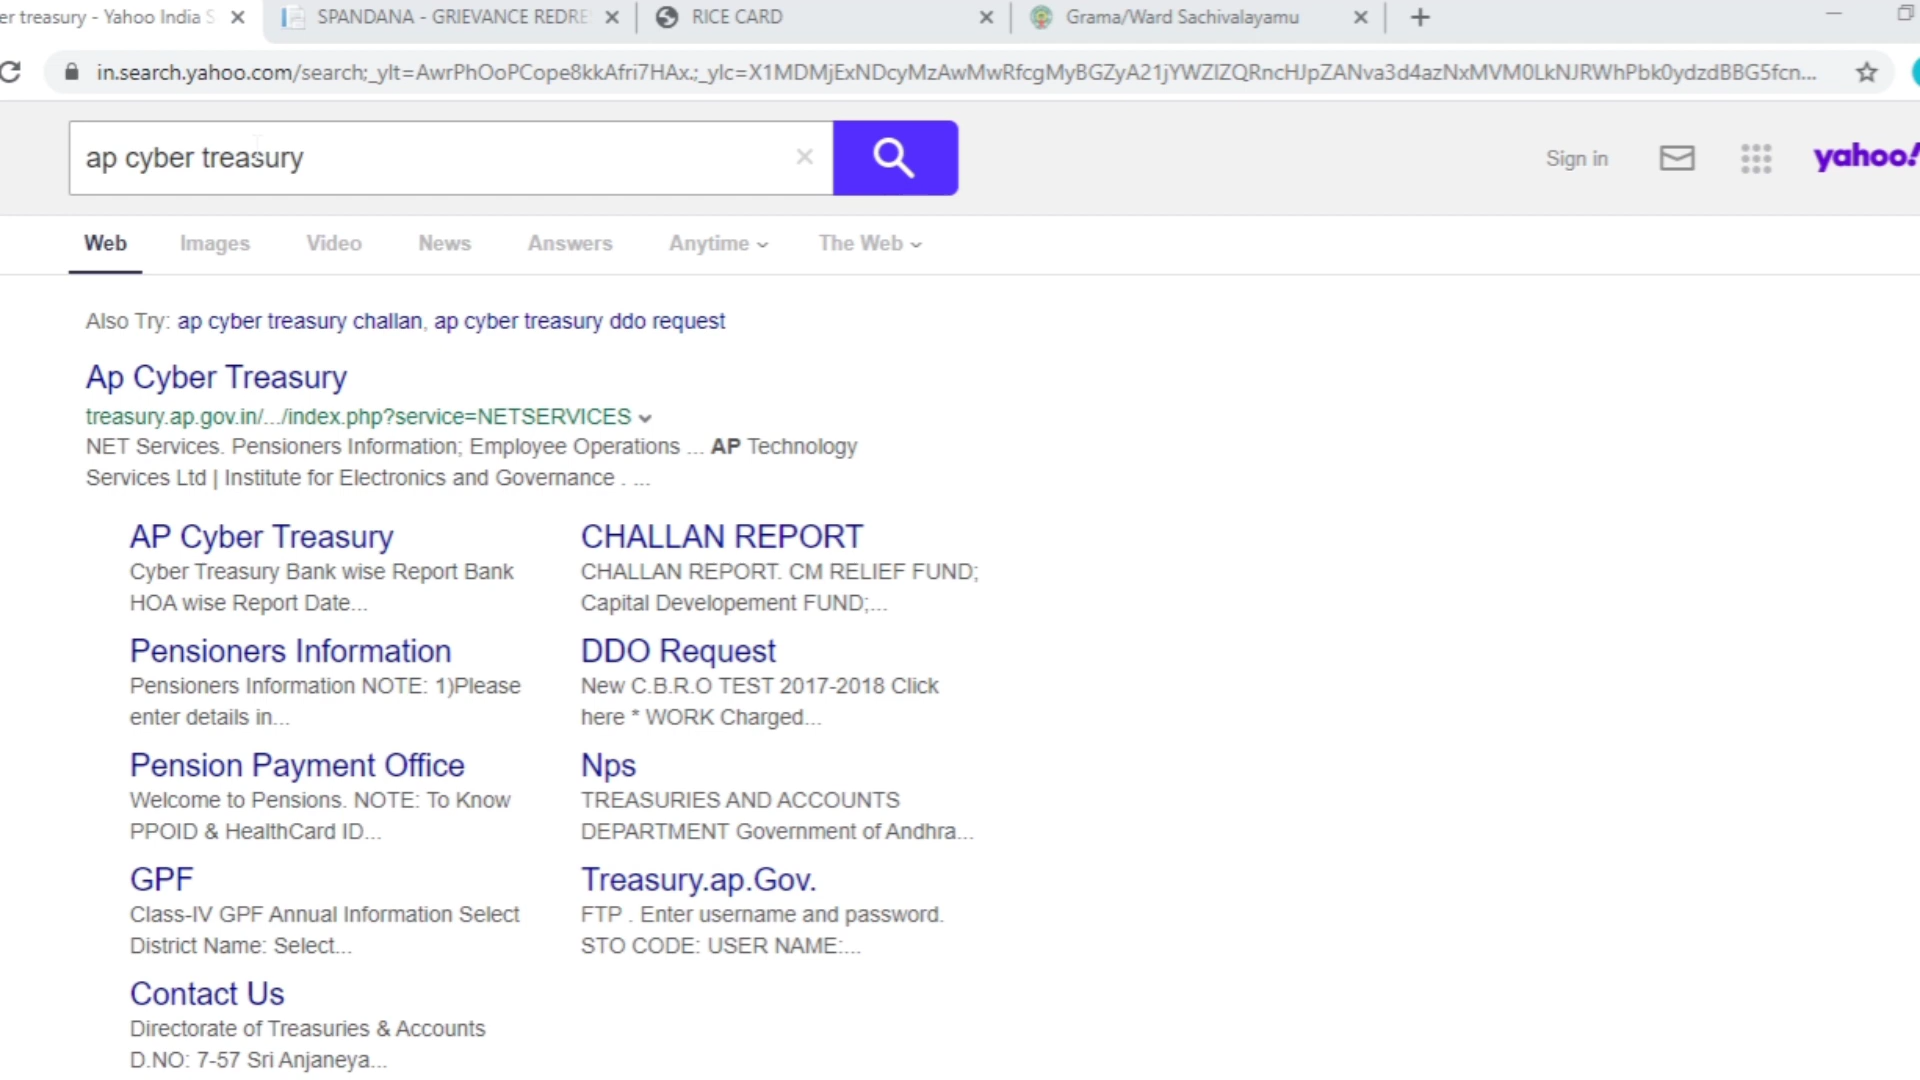 er treasury - Yahoo India S
SPANDANA - GRIEVANCE REDRE
RICE CARD
Grama/Ward Sachivalayamu
in.search.yahoo.com/search;_ylt=AwrPhOoPCope8kkAfri7HAx.;_ylc=X1MDMjExNDcyMzAwMwRfcgMyBGZyA21jYWZlZQRncHJpZANva3d4azNxMVM0LkNJRWhPbk0ydzdBBG5fcn...
ap cyber treasury
Sign in
yahoo!
Web Images Video News Answers Anytime The Web
Also Try: ap cyber treasury challan, ap cyber treasury ddo request
Ap Cyber Treasury
treasury.ap.gov.in/.../index.php?service=NETSERVICES
NET Services. Pensioners Information; Employee Operations ... AP Technology
Services Ltd | Institute for Electronics and Governance . ...
AP Cyber Treasury
Cyber Treasury Bank wise Report Bank
HOA wise Report Date...
CHALLAN REPORT
CHALLAN REPORT. CM RELIEF FUND;
Capital Developement FUND;...
Pensioners Information
Pensioners Information NOTE: 1)Please
enter details in...
DDO Request
New C.B.R.O TEST 2017-2018 Click
here * WORK Charged...
Pension Payment Office
Welcome to Pensions. NOTE: To Know
PPOID & HealthCard ID...
Nps
TREASURIES AND ACCOUNTS
DEPARTMENT Government of Andhra...
GPF
Class-IV GPF Annual Information Select
District Name: Select...
Treasury.ap.Gov.
FTP . Enter username and password.
STO CODE: USER NAME:...
Contact Us
Directorate of Treasuries & Accounts
D.NO: 7-57 Sri Anjaneya...